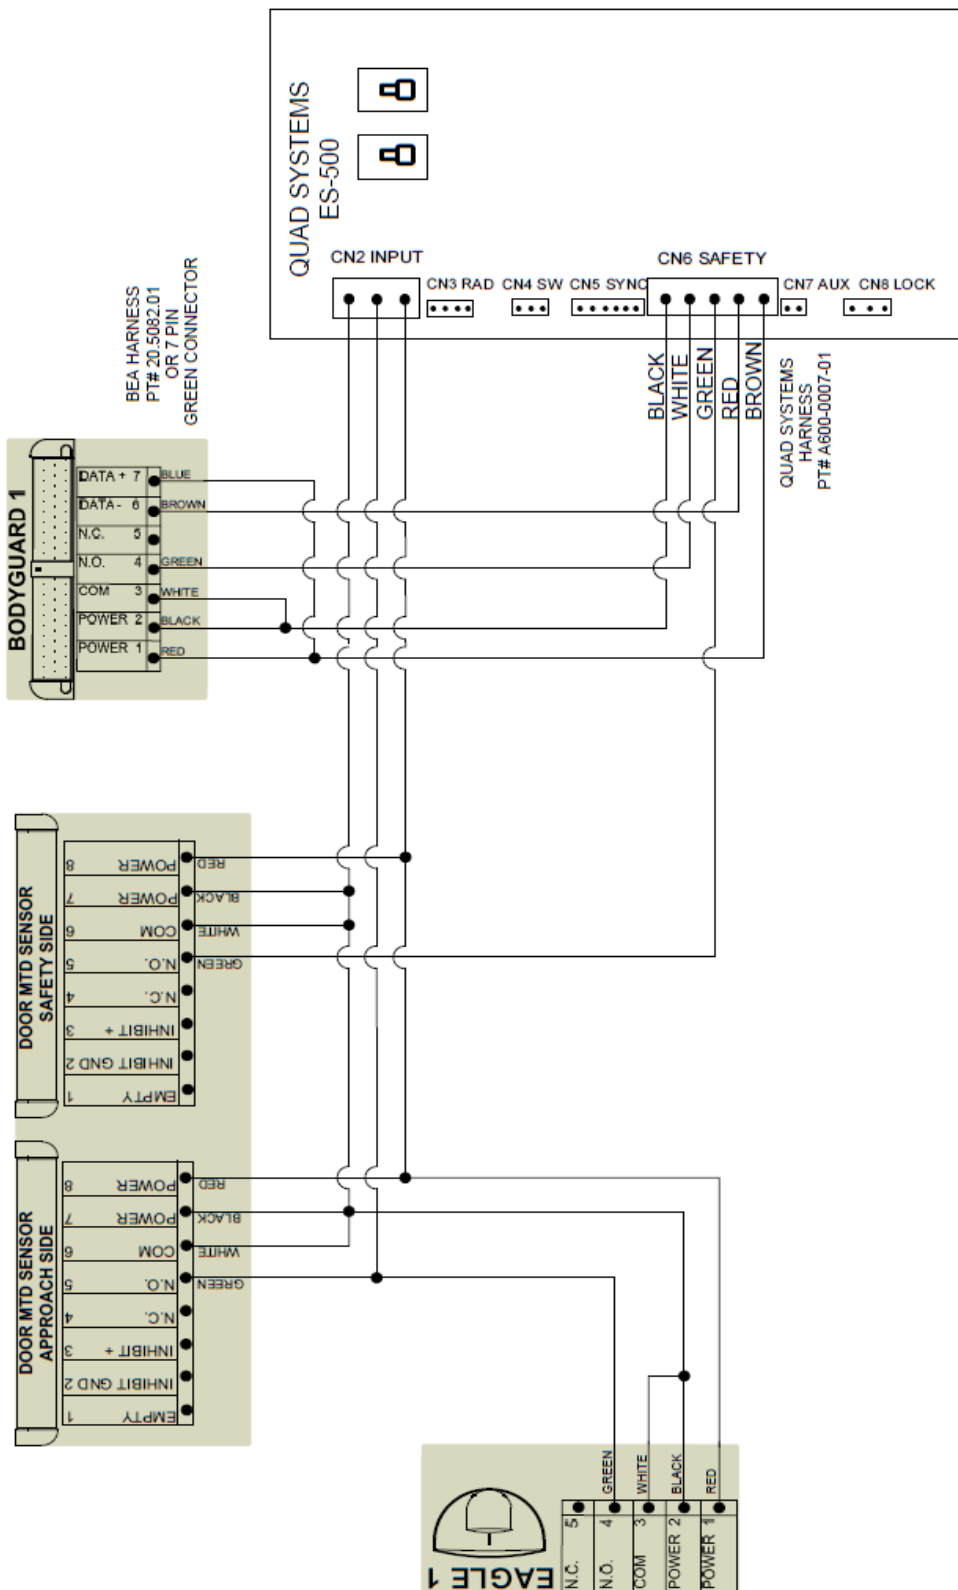 QUAD SYSTEMS
ES-500
CN2 INPUT
CN3 RAD
CN4 SW
CN5 SYNC
CN6 SAFETY
CN7 AUX
CN8 LOCK
BLACK
WHITE
GREEN
RED
BROWN
QUAD SYSTEMS
HARNESS
PT# A600-0007-01
BEA HARNESS
PT# 20.5082.01
OR 7 PIN
GREEN CONNECTOR
BODYGUARD 1
DATA + 7 BLUE
DATA - 6 BROWN
N.C. 5
N.O. 4 GREEN
COM 3 WHITE
POWER 2 BLACK
POWER 1 RED
DOOR MTD SENSOR
SAFETY SIDE
8 POWER RED
7 POWER BLACK
6 COM WHITE
5 N.O. GREEN
4 N.C.
3 INHIBIT +
INHIBIT GND 2
1 EMPTY
DOOR MTD SENSOR
APPROACH SIDE
8 POWER RED
7 POWER BLACK
6 COM WHITE
5 N.O. GREEN
4 N.C.
3 INHIBIT +
INHIBIT GND 2
1 EMPTY
EAGLE 1
N.C. 5
N.O. 4 GREEN
COM 3 WHITE
POWER 2 BLACK
POWER 1 RED